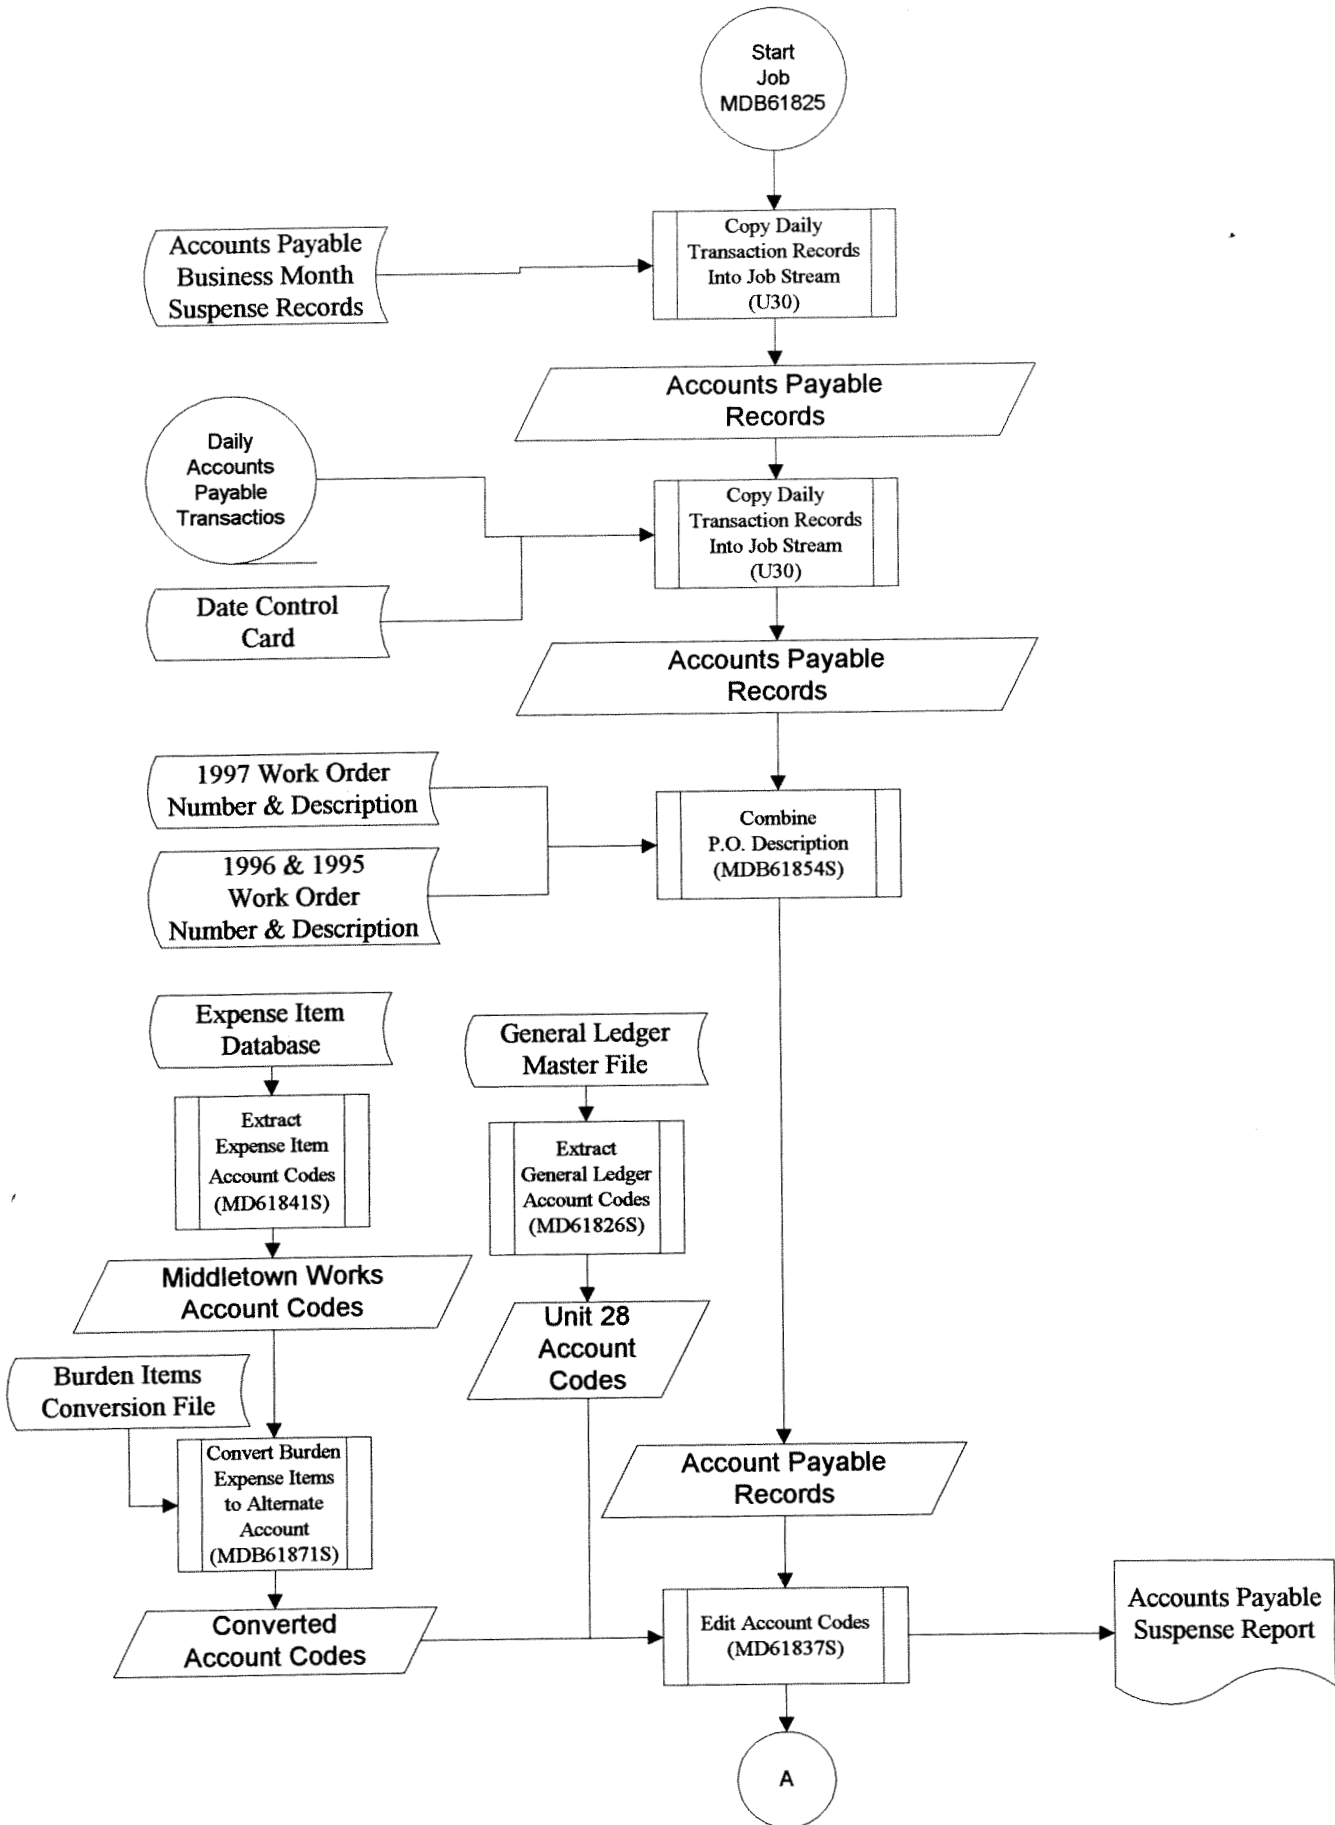 Start
Job
MDB61825
Copy Daily
Transaction Records
Into Job Stream
(U30)
Accounts Payable
Business Month
Suspense Records
Accounts Payable
Records
Daily
Accounts
Payable
Transactios
Copy Daily
Transaction Records
Into Job Stream
(U30)
Date Control
Card
Accounts Payable
Records
1997 Work Order
Number & Description
Combine
P.O. Description
(MDB61854S)
1996 & 1995
Work Order
Number & Description
Expense Item
Database
General Ledger
Master File
Extract
Expense Item
Account Codes
(MD61841S)
Extract
General Ledger
Account Codes
(MD61826S)
Middletown Works
Account Codes
Unit 28
Account
Codes
Burden Items
Conversion File
Convert Burden
Expense Items
to Alternate
Account
(MDB61871S)
Account Payable
Records
Converted
Account Codes
Edit Account Codes
(MD61837S)
Accounts Payable
Suspense Report
A